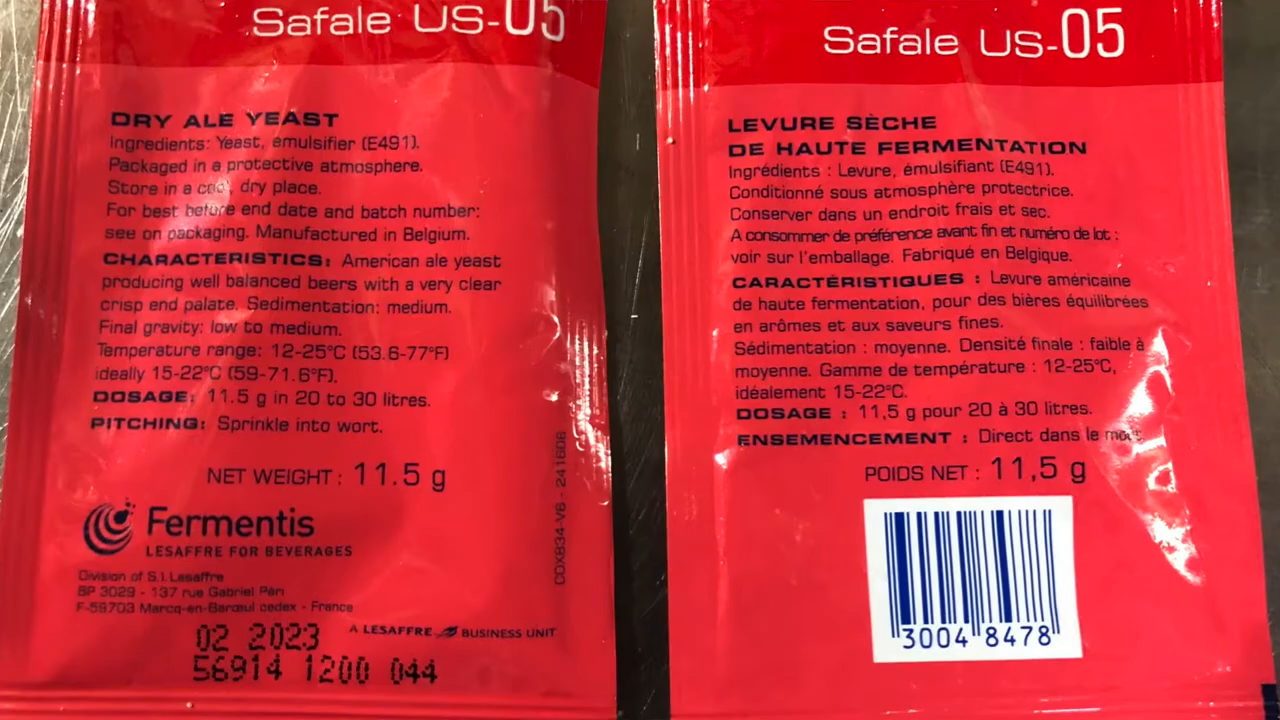 Safale US-05
DRY ALE YEAST
Ingredients: Yeast, emulsifier (E491).
Packaged in a protective atmosphere.
Store in a cool, dry place.
For best before end date and batch number:
see on packaging. Manufactured in Belgium.
CHARACTERISTICS: American ale yeast
producing well balanced beers with a very clear
crisp end palate. Sedimentation: medium.
Final gravity: low to medium.
Temperature range: 12-25°C (53.6-77°F)
ideally 15-22°C (59-71.6°F).
DOSAGE: 11.5 g in 20 to 30 litres.
PITCHING: Sprinkle into wort.
NET WEIGHT : 11.5 g
Fermentis
LESAFFRE FOR BEVERAGES
Division of S.I.Lesaffre
BP 3029 - 137 rue Gabriel Péri
F-59703 Marcq-en-Barœul cedex - France
A LESAFFRE BUSINESS UNIT
02 2023
56914 1200 044
CDX834-V6 - 241606
Safale US-05
LEVURE SÈCHE
DE HAUTE FERMENTATION
Ingrédients : Levure, émulsifiant (E491).
Conditionné sous atmosphère protectrice.
Conserver dans un endroit frais et sec.
A consommer de préférence avant fin et numéro de lot :
voir sur l'emballage. Fabriqué en Belgique.
CARACTÉRISTIQUES : Levure américaine
de haute fermentation, pour des bières équilibrées
en arômes et aux saveurs fines.
Sédimentation : moyenne. Densité finale : faible à
moyenne. Gamme de température : 12-25°C,
idéalement 15-22°C.
DOSAGE : 11,5 g pour 20 à 30 litres.
ENSEMENCEMENT : Direct dans le moût.
POIDS NET : 11,5 g
3004 8478